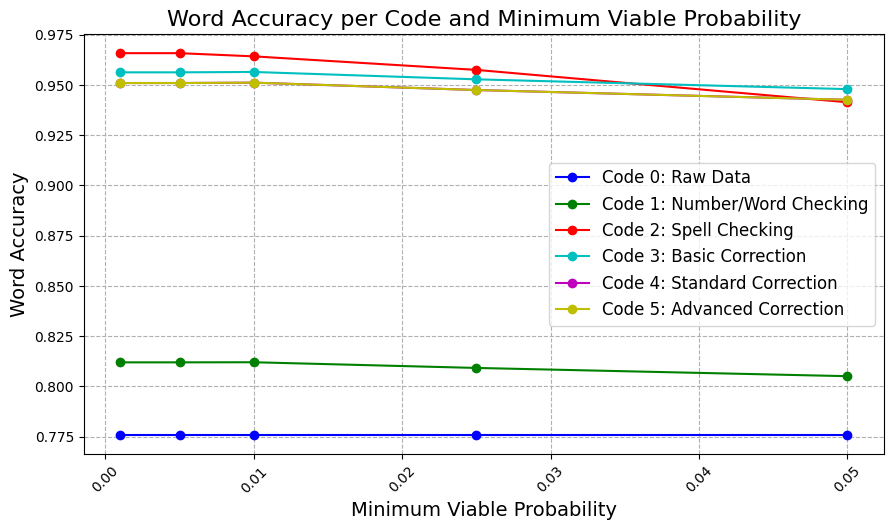 Word Accuracy per Code and Minimum Viable Probability
Word Accuracy
0.975
0.950
0.925
0.900
0.875
0.850
0.825
0.800
0.775
Code 0: Raw Data
Code 1: Number/Word Checking
Code 2: Spell Checking
Code 3: Basic Correction
Code 4: Standard Correction
Code 5: Advanced Correction
0.00 0.01 0.02 0.03 0.04 0.05
Minimum Viable Probability